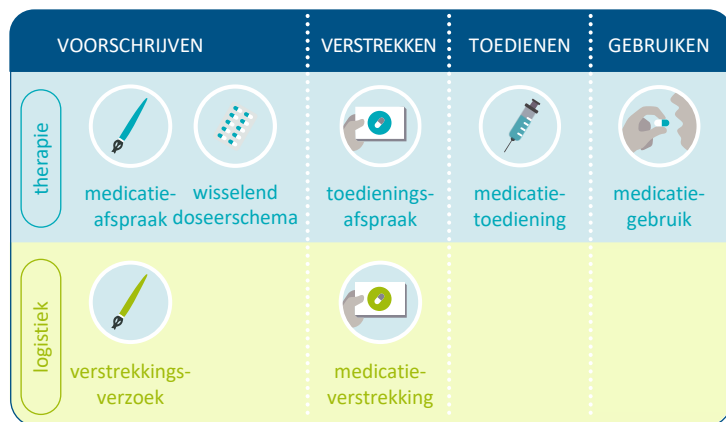 VOORSCHRIJVEN
VERSTREKKEN
TOEDIENEN
GEBRUIKEN
therapie
medicatie-
afspraak
wisselend
doseerschema
toedienings-
afspraak
medicatie-
toediening
medicatie-
gebruik
logistiek
verstrekkings-
verzoek
medicatie-
verstrekking